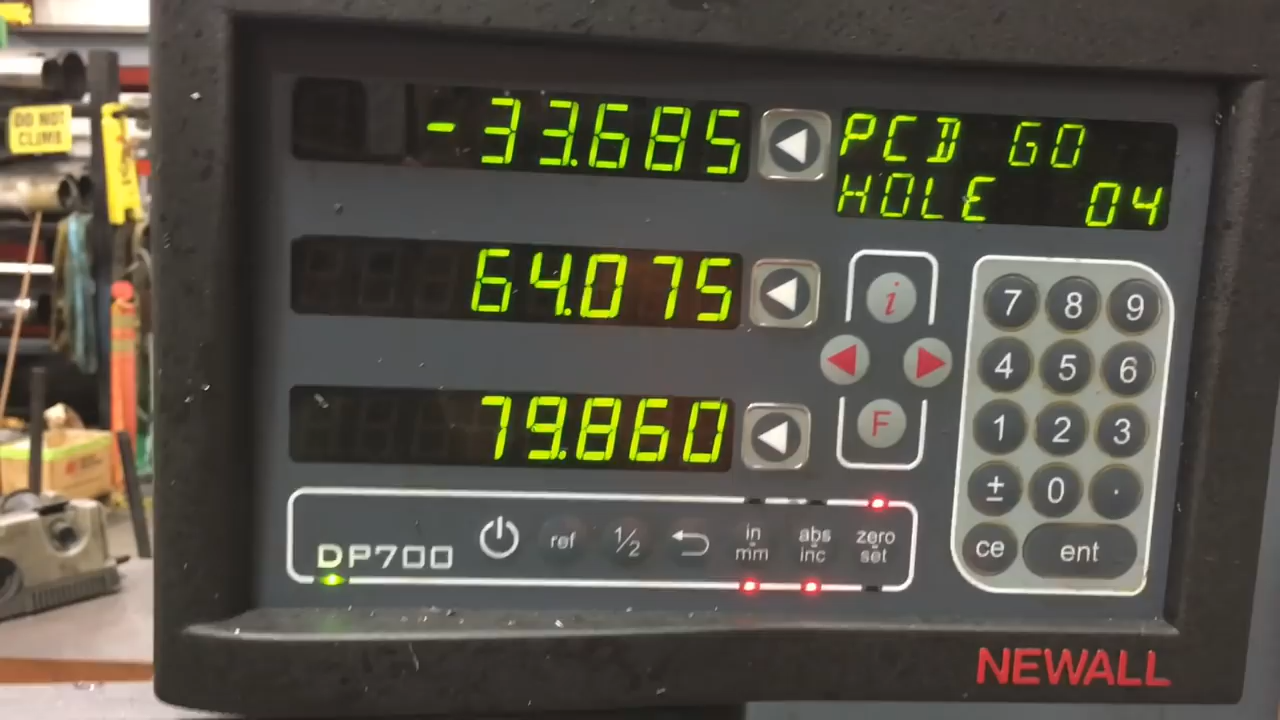 DO NOT
CLIMB
-33.685
PCD GO
HOLE 04
64.075
79.860
i
F
7 8 9
4 5 6
1 2 3
± 0 .
ce ent
DP700
ref
1/2
in
mm
abs
inc
zero
set
NEWALL